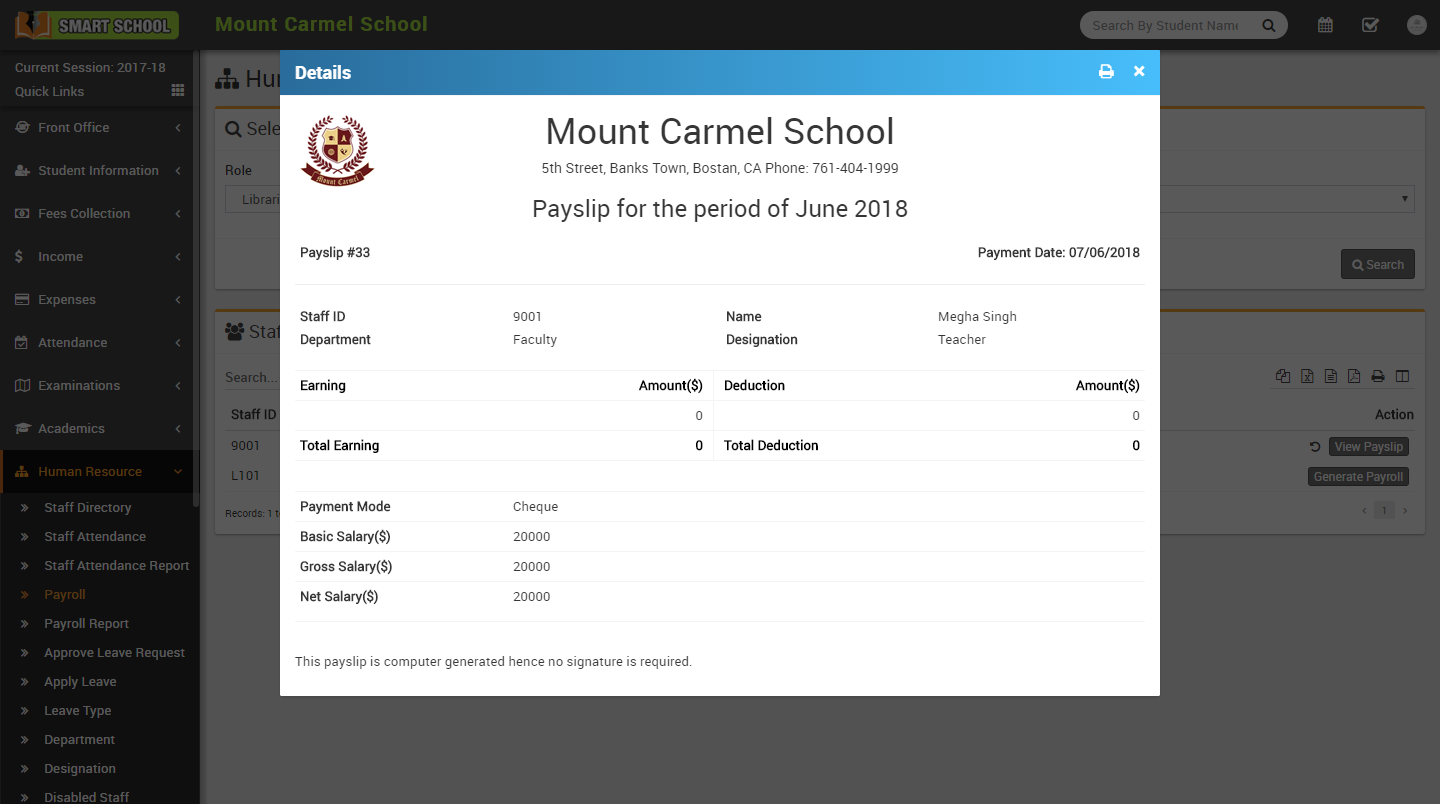 SMART SCHOOL
Mount Carmel School
Search By Student Name
Current Session: 2017-18
Quick Links
Front Office
Student Information
Fees Collection
Income
Expenses
Attendance
Examinations
Academics
Human Resource
Staff Directory
Staff Attendance
Staff Attendance Report
Payroll
Payroll Report
Approve Leave Request
Apply Leave
Leave Type
Department
Designation
Disabled Staff
Hu
Sele
Role
Librari
Search
Staf
Search...
Staff ID
Action
9001
View Payslip
L101
Generate Payroll
Records: 1 t
1
Details
Mount Carmel
Mount Carmel School
5th Street, Banks Town, Bostan, CA Phone: 761-404-1999
Payslip for the period of June 2018
Payslip #33 Payment Date: 07/06/2018
Staff ID 9001 Name Megha Singh
Department Faculty Designation Teacher
Earning Amount($) Deduction Amount($)
0 0
Total Earning 0 Total Deduction 0
Payment Mode Cheque
Basic Salary($) 20000
Gross Salary($) 20000
Net Salary($) 20000
This payslip is computer generated hence no signature is required.